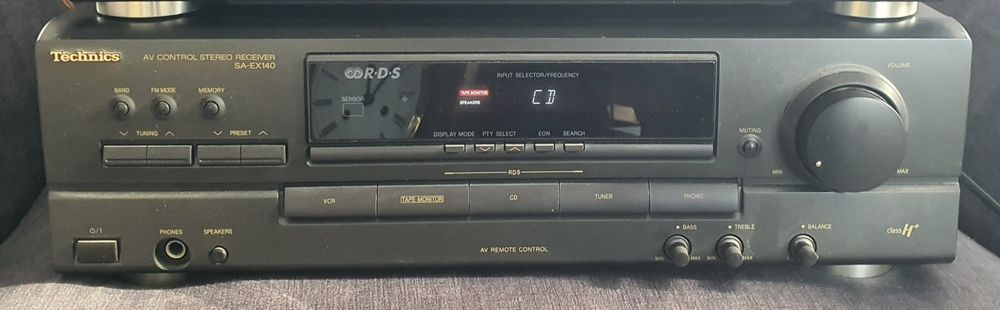 Technics
AV CONTROL STEREO RECEIVER
SA-EX140
R·D·S
INPUT SELECTOR/FREQUENCY
VOLUME
SENSOR
TAPE MONITOR
SPEAKERS
CD
BAND
FM MODE
MEMORY
TUNING
PRESET
DISPLAY MODE
PTY SELECT
EON
SEARCH
RDS
MUTING
MIN
MAX
VCR
TAPE MONITOR
CD
TUNER
PHONO
PHONES
SPEAKERS
AV REMOTE CONTROL
BASS
TREBLE
BALANCE
MIN
MAX
MIN
MAX
class H+